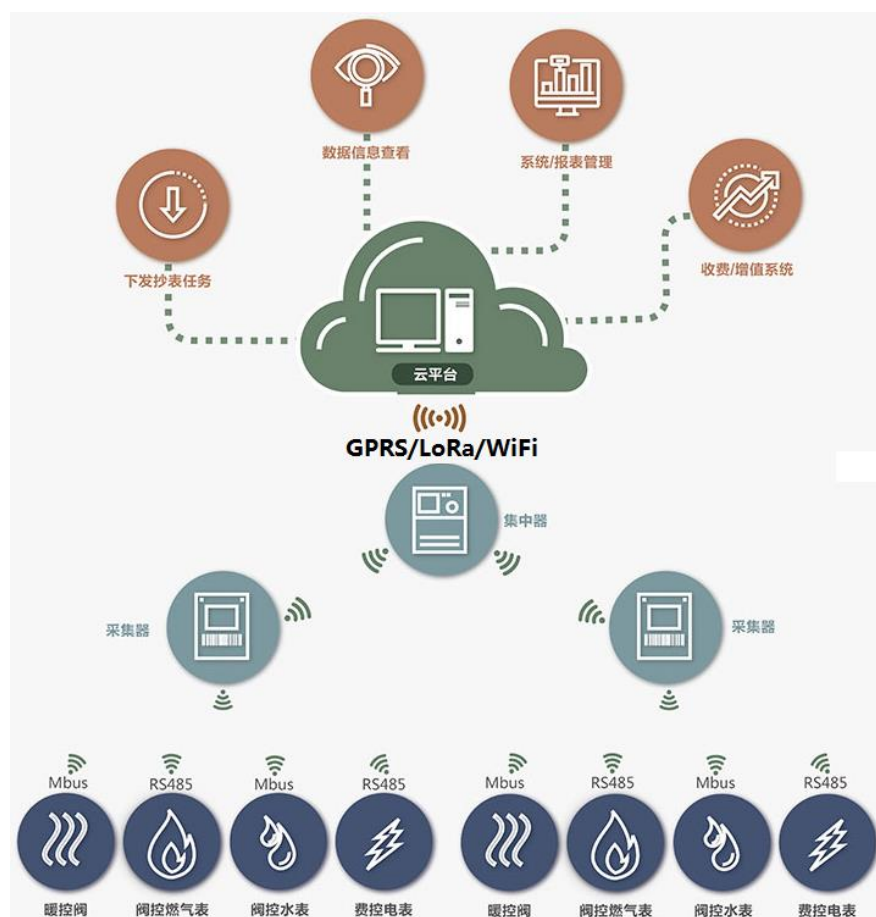 数据信息查看
系统/报表管理
下发抄表任务
收费/增值系统
云平台
GPRS/LoRa/WiFi
集中器
采集器
采集器
Mbus RS485 Mbus RS485 Mbus RS485 Mbus RS485
暖控阀 阀控燃气表 阀控水表 费控电表 暖控阀 阀控燃气表 阀控水表 费控电表